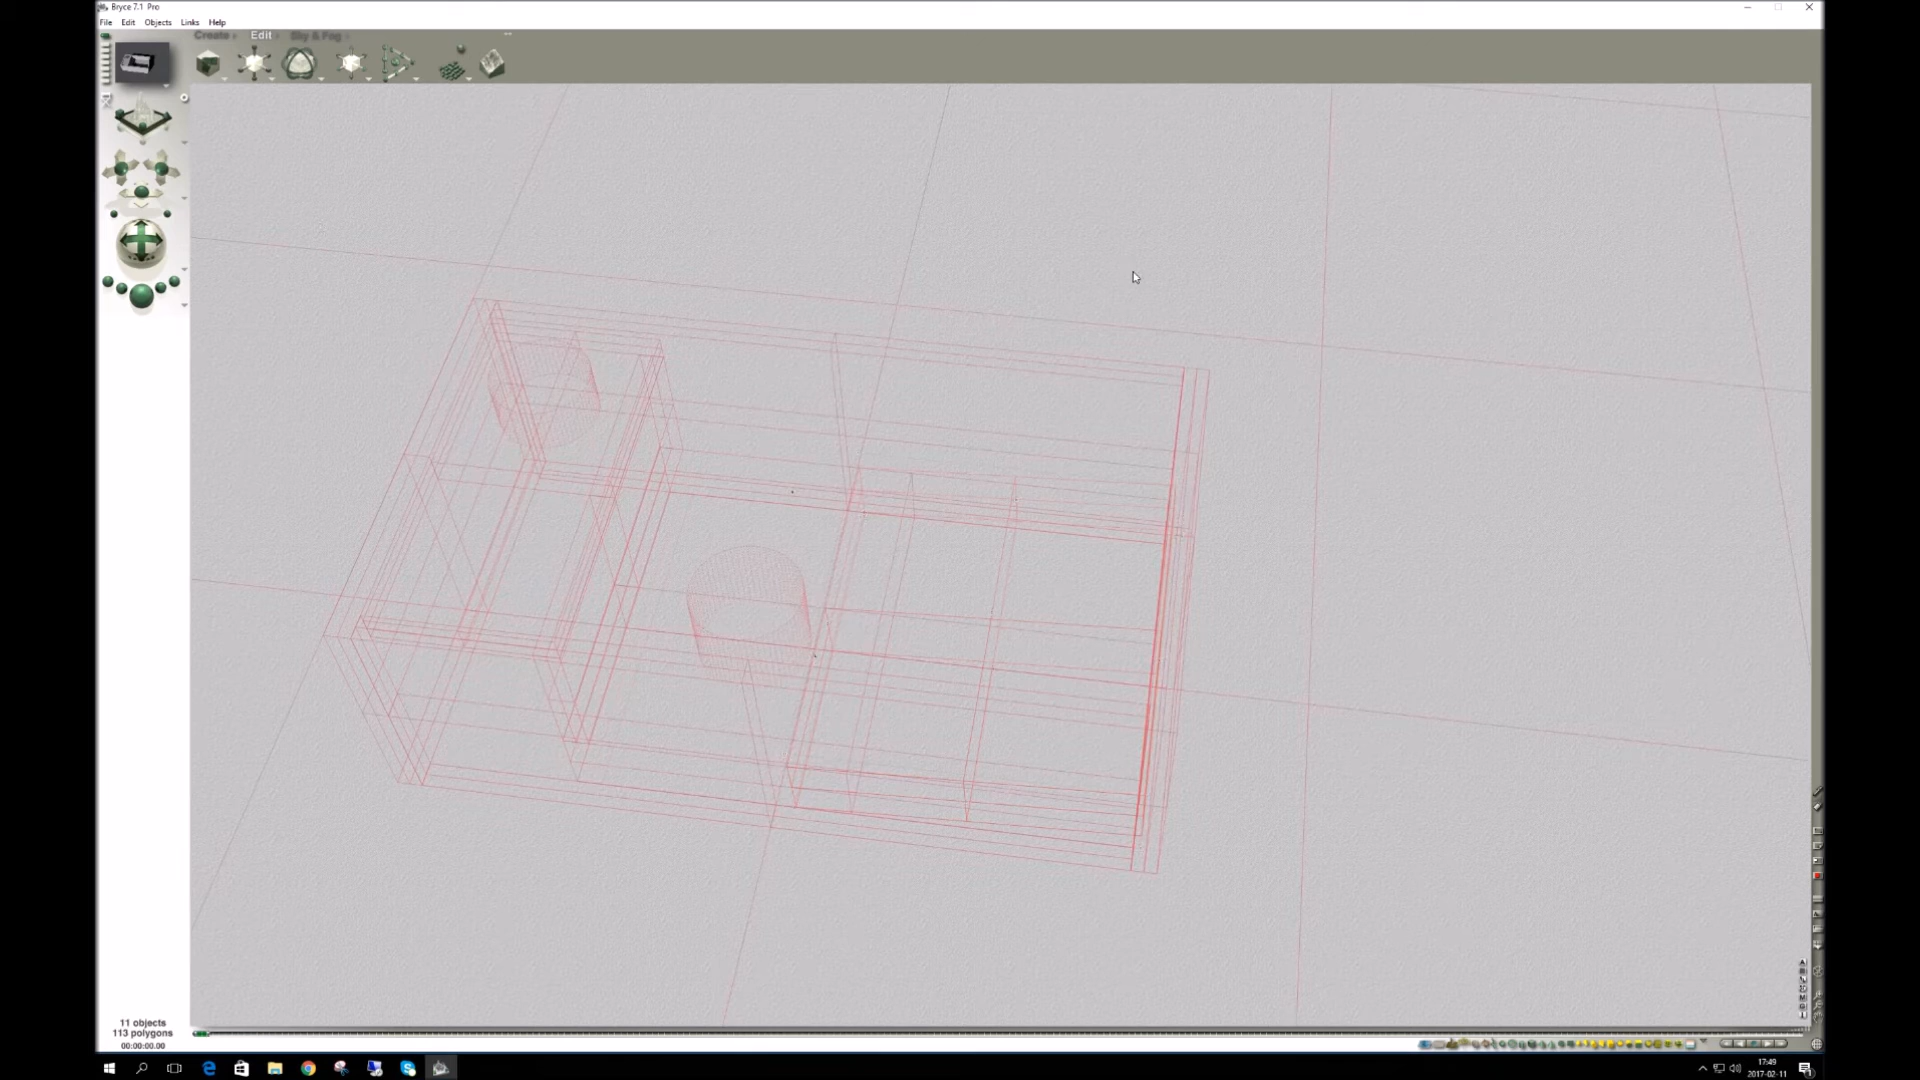 Bryce 7.1 Pro
File Edit Objects Links Help
Create Edit Sky & Fog
11 objects
113 polygons
00:00:00.00
17:49
2017-02-11